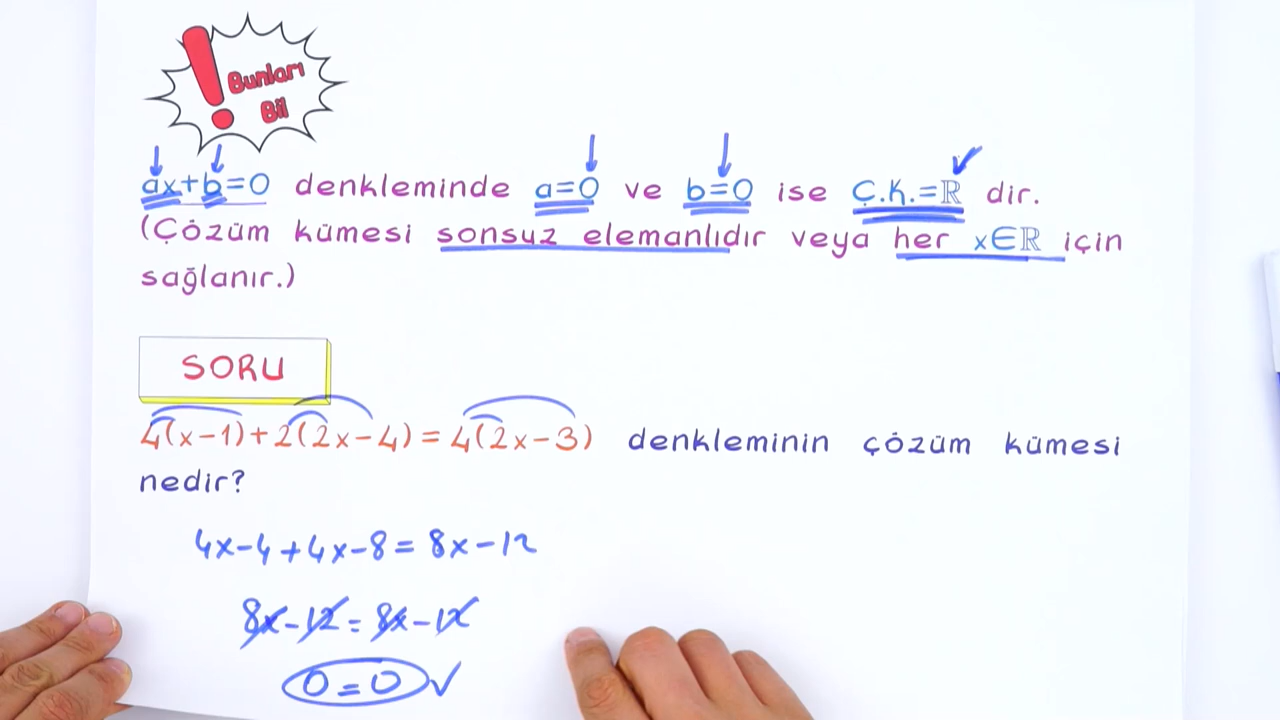 ! Bunları
Bil
ax+b=0 denkleminde a=0 ve b=0 ise Ç.K.=ℝ dir.
(Çözüm kümesi sonsuz elemanlıdır veya her x∈ℝ için
sağlanır.)
SORU
4(x-1)+2(2x-4)=4(2x-3) denkleminin çözüm kümesi
nedir?
4x-4+4x-8=8x-12
8x-12=8x-12
0=0✓